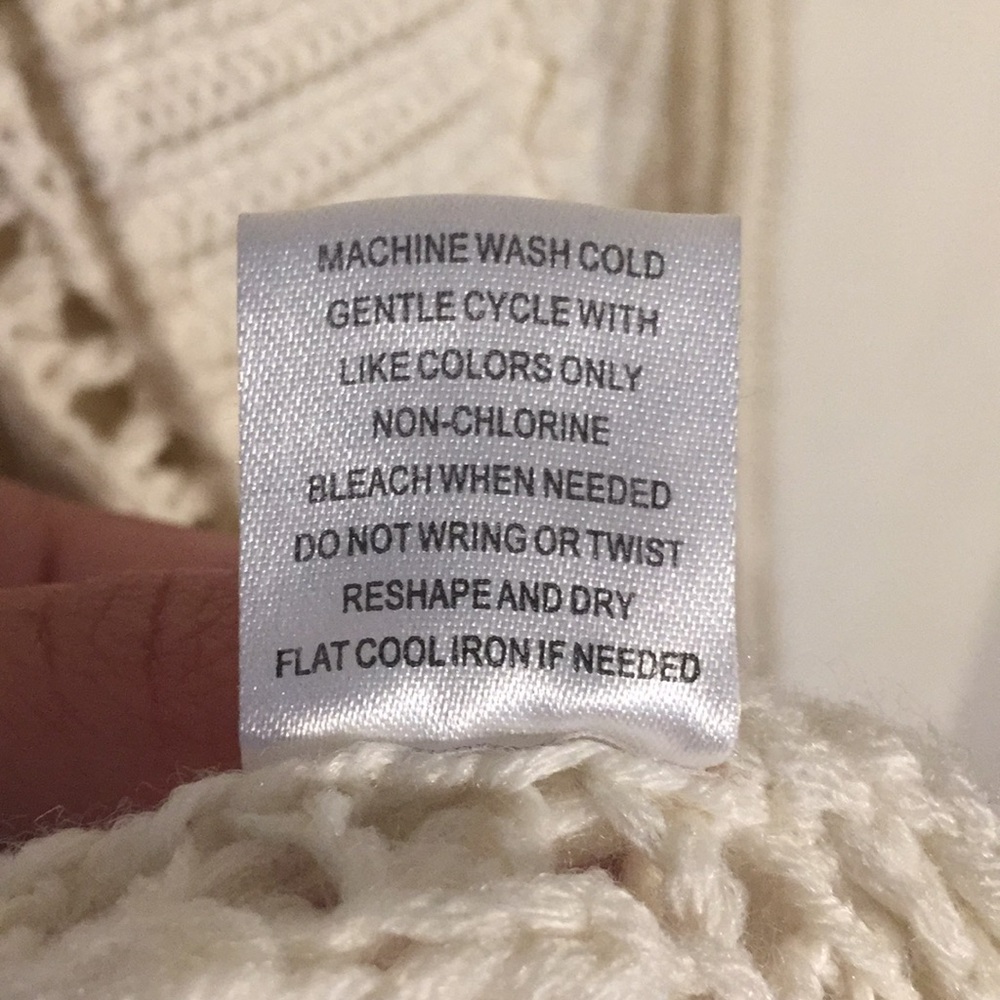 MACHINE WASH COLD
GENTLE CYCLE WITH
LIKE COLORS ONLY
NON-CHLORINE
BLEACH WHEN NEEDED
DO NOT WRING OR TWIST
RESHAPE AND DRY
FLAT COOL IRON IF NEEDED